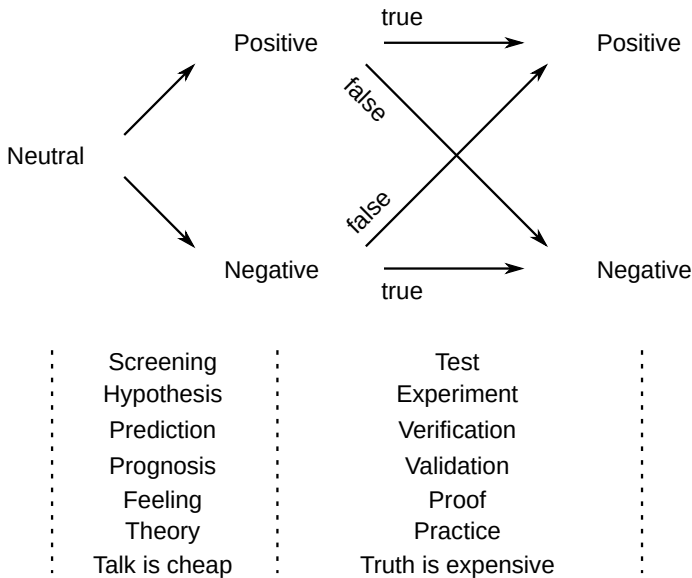 true
Positive Positive
false
Neutral
false
Negative Negative
true
Screening Test
Hypothesis Experiment
Prediction Verification
Prognosis Validation
Feeling Proof
Theory Practice
Talk is cheap Truth is expensive